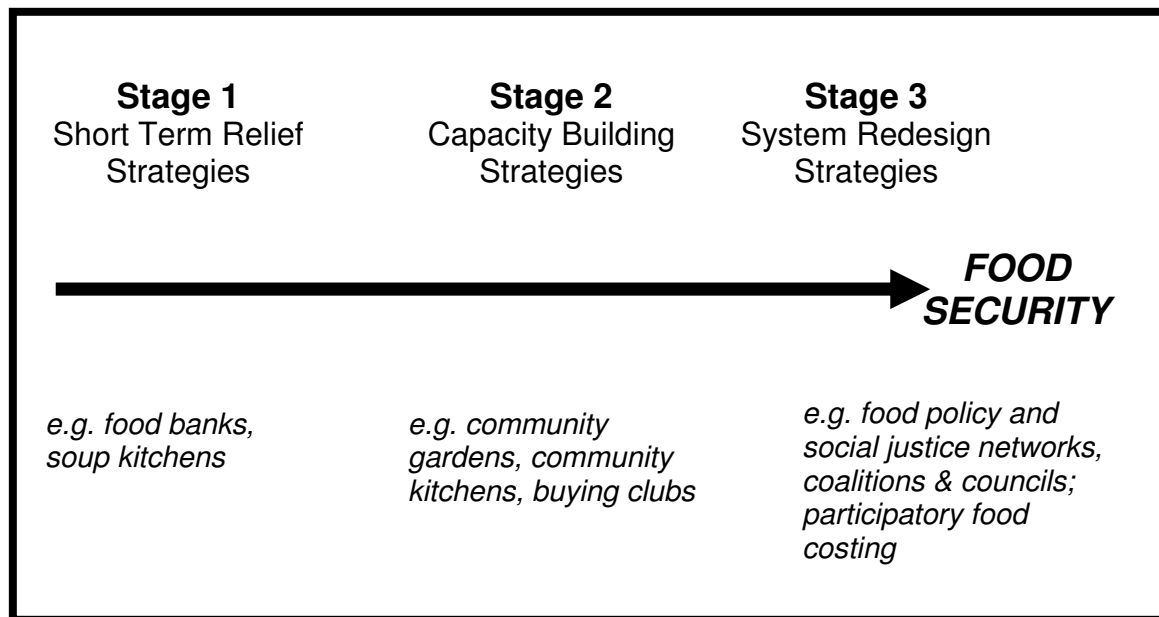 Stage 1
Short Term Relief
Strategies
Stage 2
Capacity Building
Strategies
Stage 3
System Redesign
Strategies
FOOD
SECURITY
e.g. food banks,
soup kitchens
e.g. community
gardens, community
kitchens, buying clubs
e.g. food policy and
social justice networks,
coalitions & councils;
participatory food
costing